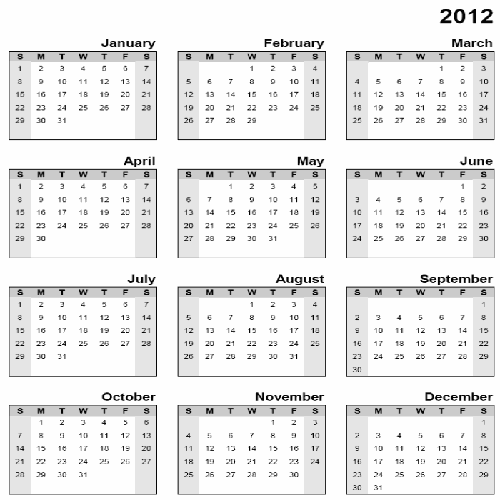 2012
January February March
S M T W T F S S M T W T F S S M T W T F S
1 2 3 4 5 6 7 1 2 3 4 1 2 3
8 9 10 11 12 13 14 5 6 7 8 9 10 11 4 5 6 7 8 9 10
15 16 17 18 19 20 21 12 13 14 15 16 17 18 11 12 13 14 15 16 17
22 23 24 25 26 27 28 19 20 21 22 23 24 25 18 19 20 21 22 23 24
29 30 31 26 27 28 29 25 26 27 28 29 30 31
April May June
S M T W T F S S M T W T F S S M T W T F S
1 2 3 4 5 6 7 1 2 3 4 5 1 2
8 9 10 11 12 13 14 6 7 8 9 10 11 12 3 4 5 6 7 8 9
15 16 17 18 19 20 21 13 14 15 16 17 18 19 10 11 12 13 14 15 16
22 23 24 25 26 27 28 20 21 22 23 24 25 26 17 18 19 20 21 22 23
29 30 27 28 29 30 31 24 25 26 27 28 29 30
July August September
S M T W T F S S M T W T F S S M T W T F S
1 2 3 4 5 6 7 1 2 3 4 1
8 9 10 11 12 13 14 5 6 7 8 9 10 11 2 3 4 5 6 7 8
15 16 17 18 19 20 21 12 13 14 15 16 17 18 9 10 11 12 13 14 15
22 23 24 25 26 27 28 19 20 21 22 23 24 25 16 17 18 19 20 21 22
29 30 31 26 27 28 29 30 31 23 24 25 26 27 28 29
30
October November December
S M T W T F S S M T W T F S S M T W T F S
1 2 3 4 5 6 1 2 3 1
7 8 9 10 11 12 13 4 5 6 7 8 9 10 2 3 4 5 6 7 8
14 15 16 17 18 19 20 11 12 13 14 15 16 17 9 10 11 12 13 14 15
21 22 23 24 25 26 27 18 19 20 21 22 23 24 16 17 18 19 20 21 22
28 29 30 31 25 26 27 28 29 30 23 24 25 26 27 28 29
30 31